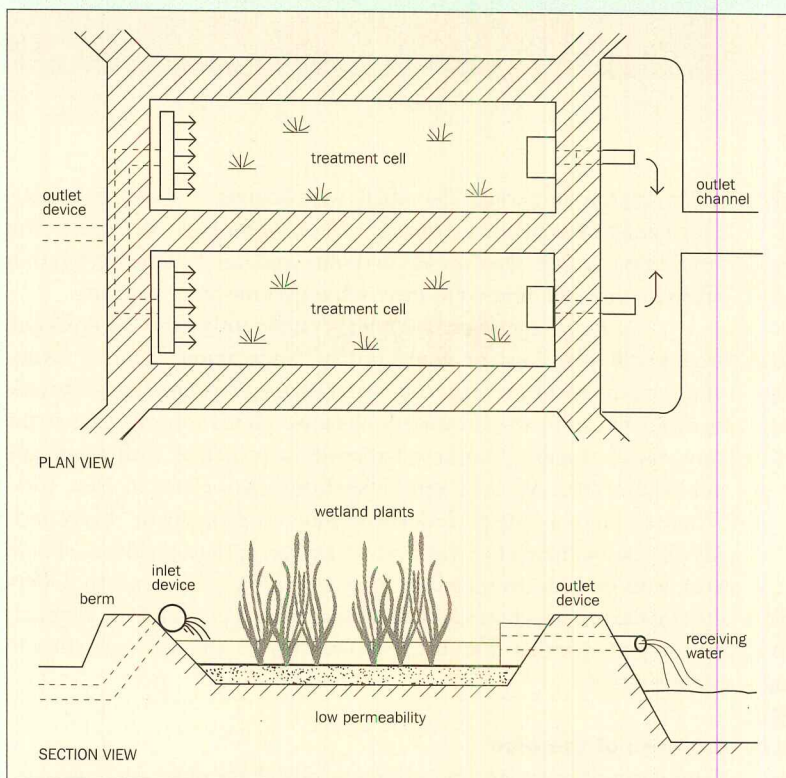 treatment cell
outlet
device
outlet
channel
treatment cell
PLAN VIEW
wetland plants
inlet
device
berm
outlet
device
receiving
water
low permeability
SECTION VIEW